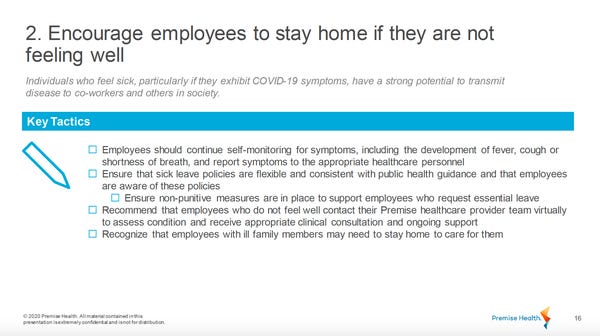 2. Encourage employees to stay home if they are not
feeling well
Individuals who feel sick, particularly if they exhibit COVID-19 symptoms, have a strong potential to transmit
disease to co-workers and others in society.
Key Tactics
Employees should continue self-monitoring for symptoms, including the development of fever, cough or
shortness of breath, and report symptoms to the appropriate healthcare personnel
Ensure that sick leave policies are flexible and consistent with public health guidance and that employees
are aware of these policies
Ensure non-punitive measures are in place to support employees who request essential leave
Recommend that employees who do not feel well contact their Premise healthcare provider team virtually
to assess condition and receive appropriate clinical consultation and ongoing support
Recognize that employees with ill family members may need to stay home to care for them
© 2020 Premise Health. All material contained in this
presentation is extremely confidential and is not for distribution.
Premise Health.
16